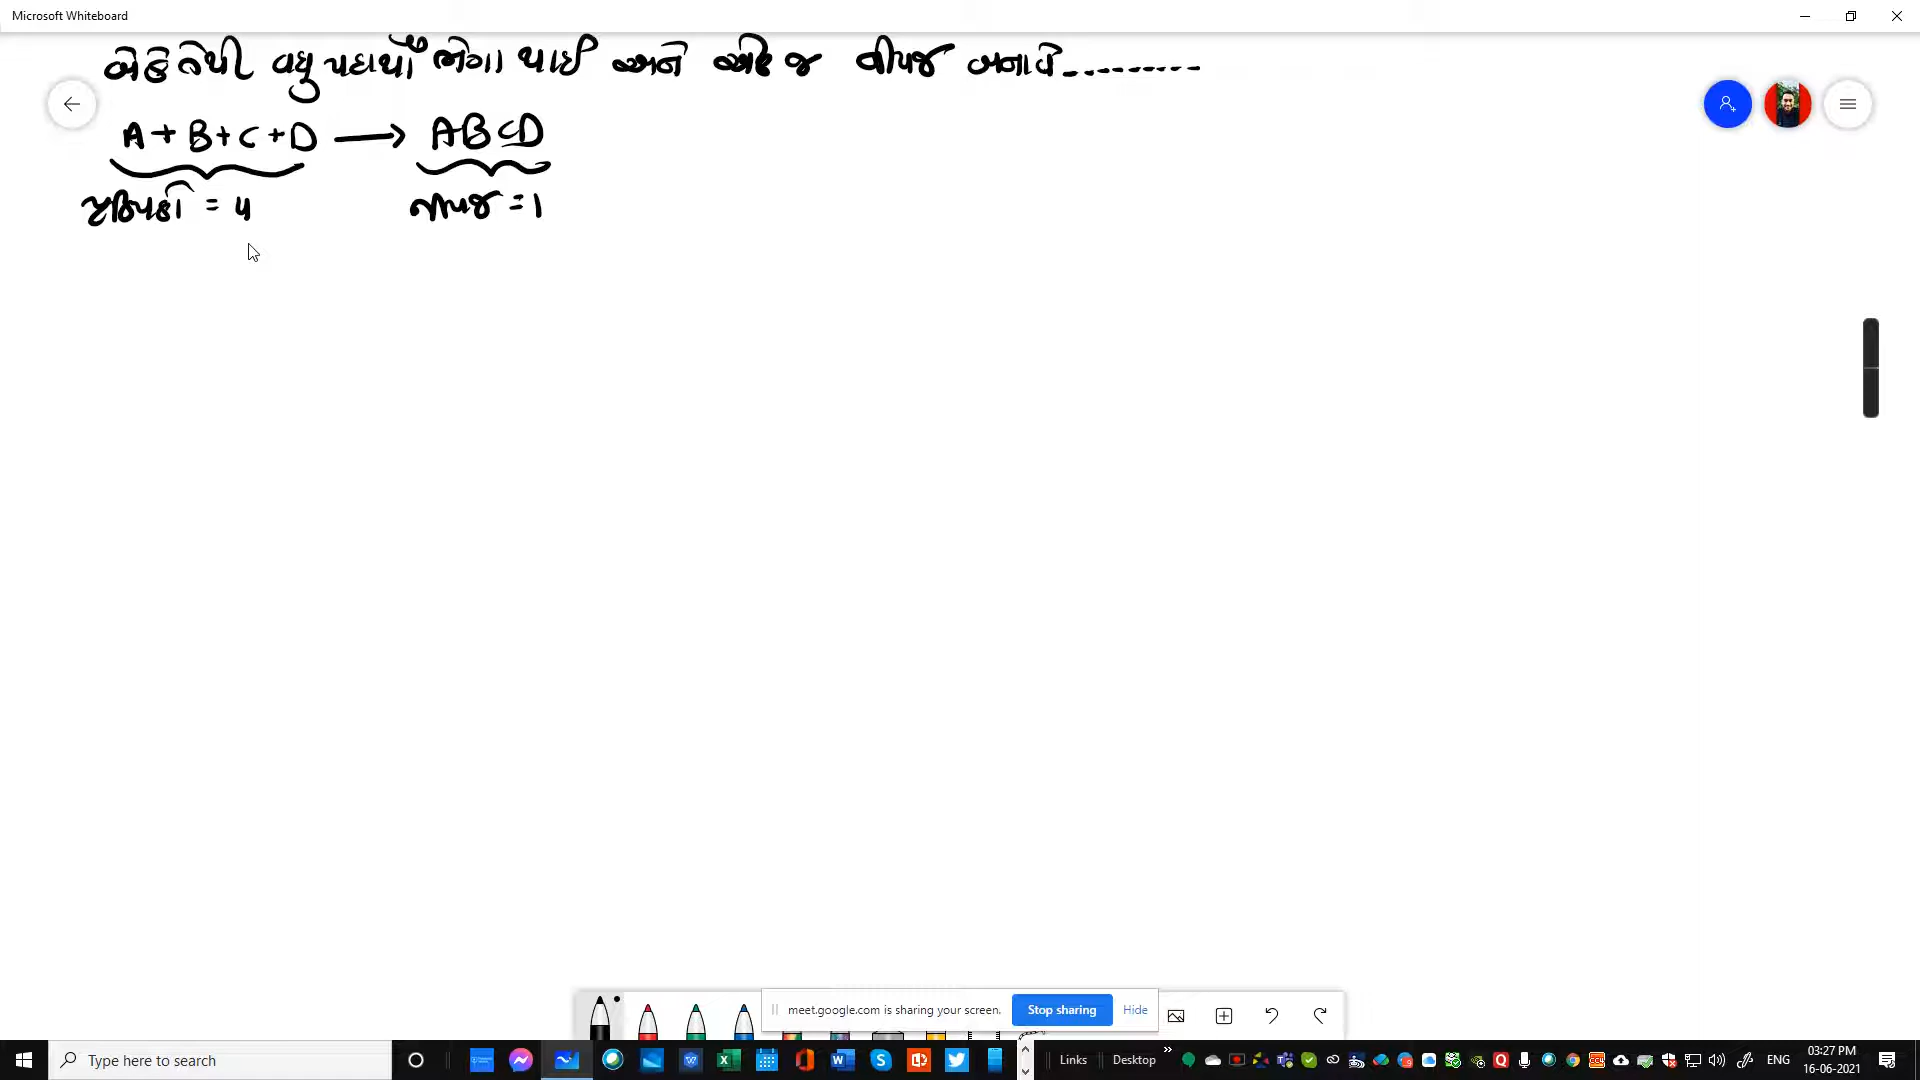 Microsoft Whiteboard
બે કે તેથી વધુ પદાર્થો ભેગા થાઈ અને એક જ નીપજ બનાવે----------
A + B + C + D → ABCD
પ્રક્રિયકો = 4 નીપજ = 1
meet.google.com is sharing your screen. Stop sharing Hide
Type here to search Links Desktop ENG 03:27 PM
16-06-2021